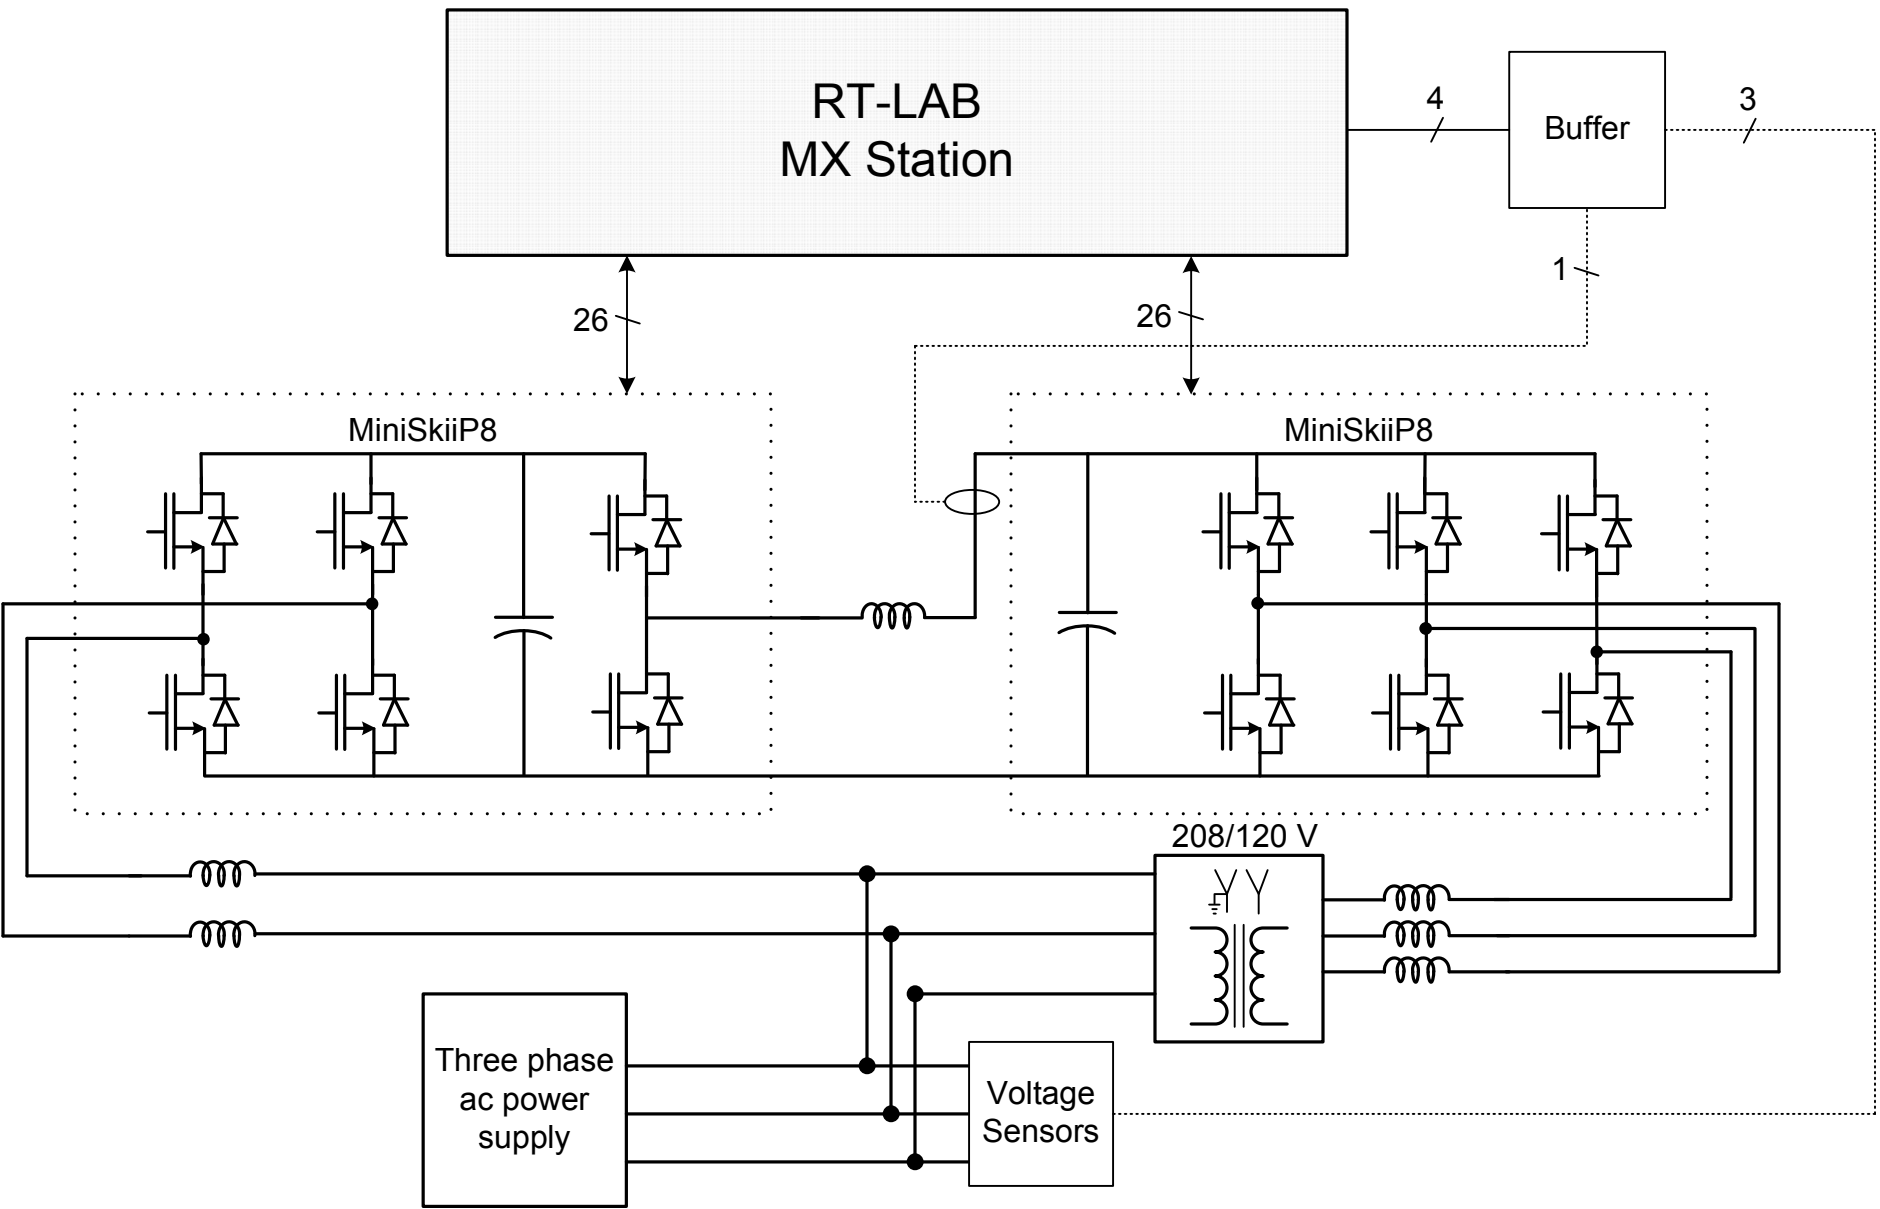 RT-LAB
MX Station
4
Buffer
3
1
26
26
MiniSkiiP8
MiniSkiiP8
208/120 V
Three phase
ac power
supply
Voltage
Sensors